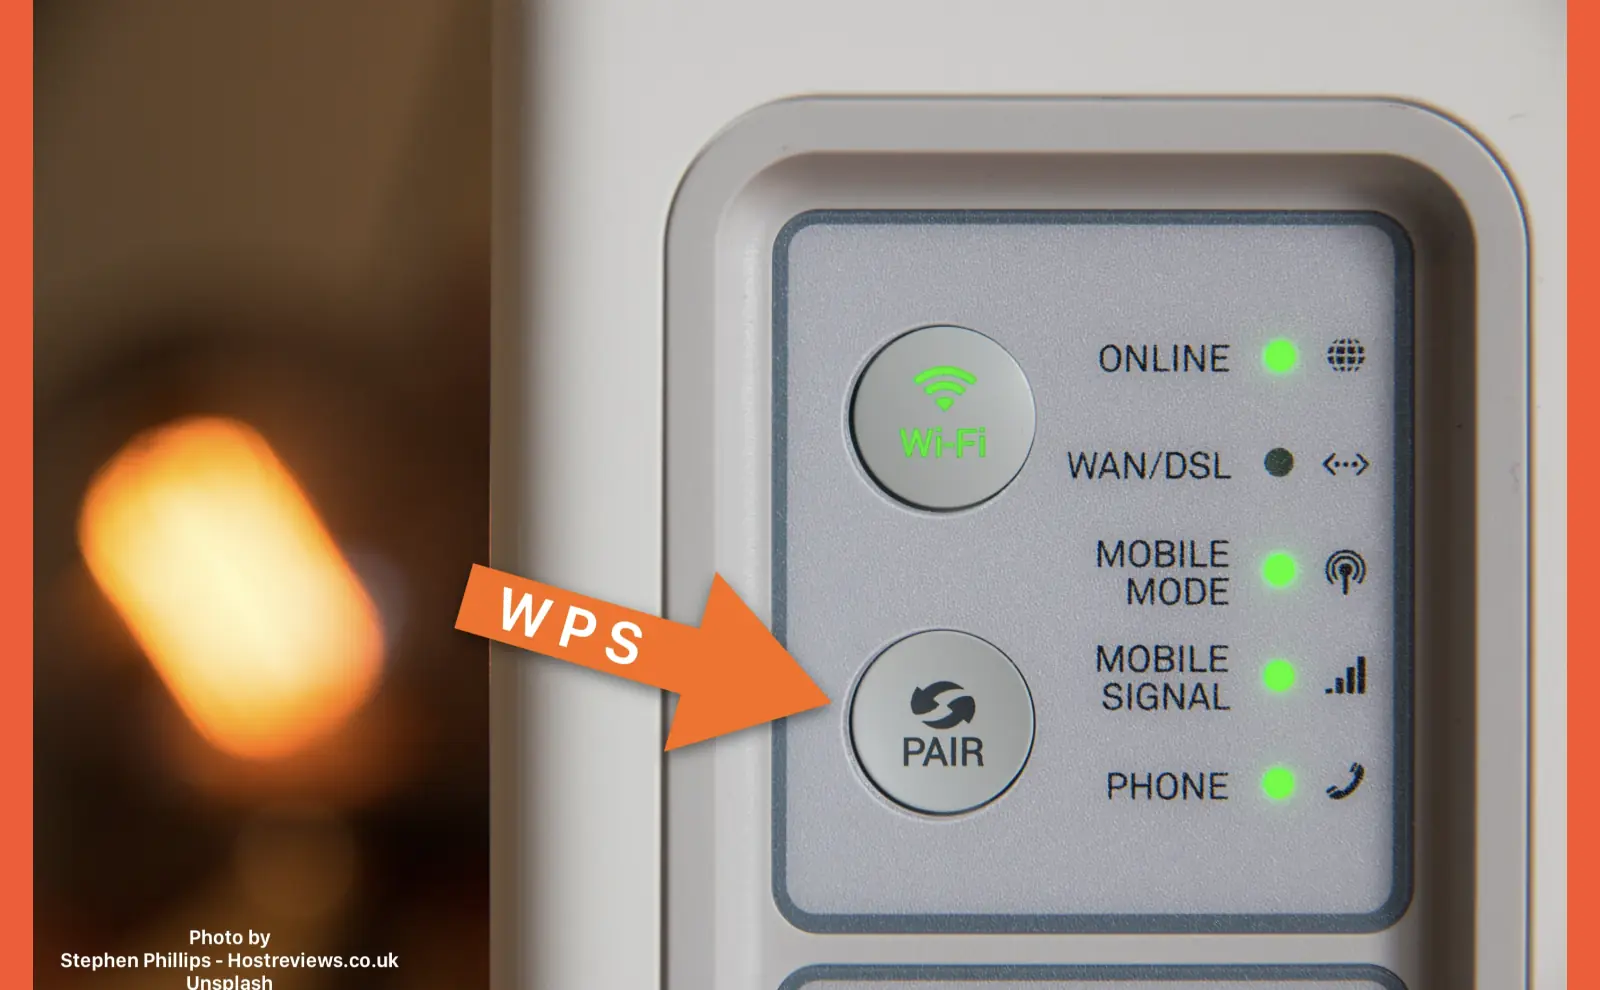 Wi-Fi
ONLINE
WAN/DSL
MOBILE
MODE
WPS
MOBILE
SIGNAL
PAIR
PHONE
Photo by
Stephen Phillips - Hostreviews.co.uk
Unsplash